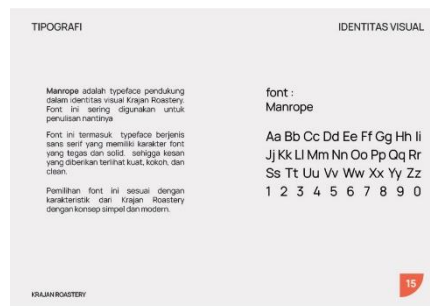 TIPOGRAFI
IDENTITAS VISUAL
Manrope adalah typeface pendukung
dalam identitas visual Krajan Roastery.
Font ini sering digunakan untuk
penulisan nantinya
Font ini termasuk typeface berjenis
sans serif yang memiliki karakter font
yang tegas dan solid. sehigga kesan
yang diberikan terlihat kuat, kokoh, dan
clean.
Pemilihan font ini sesuai dengan
karakteristik dari Krajan Roastery
dengan konsep simpel dan modern.
font :
Manrope
Aa Bb Cc Dd Ee Ff Gg Hh Ii
Jj Kk Ll Mm Nn Oo Pp Qq Rr
Ss Tt Uu Vv Ww Xx Yy Zz
1 2 3 4 5 6 7 8 9 0
KRAJAN ROASTERY
15